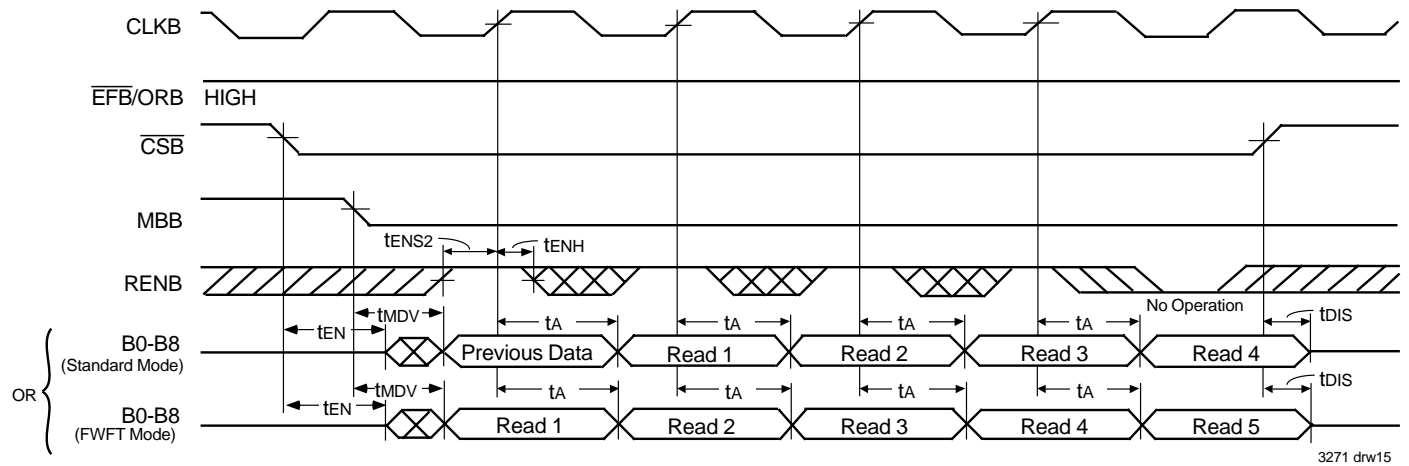 CLKB
EFB/ORB HIGH
CSB
MBB
tENS2 tENH
RENB
No Operation
tEN tMDV tA tA tA tA tDIS
B0-B8
(Standard Mode)
Previous Data Read 1 Read 2 Read 3 Read 4
OR
tEN tMDV tA tA tA tA tDIS
B0-B8
(FWFT Mode)
Read 1 Read 2 Read 3 Read 4 Read 5
3271 drw15